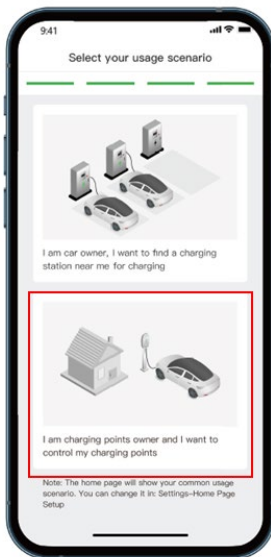 9:41
Select your usage scenario
I am car owner, I want to find a charging
station near me for charging
I am charging points owner and I want to
control my charging points
Note: The home page will show your common usage
scenario. You can change it in: Settings-Home Page
Setup